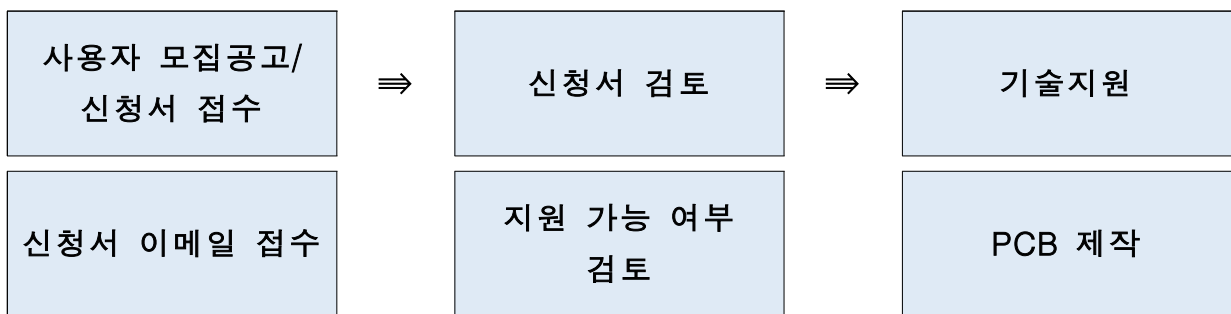 사용자 모집공고/
신청서 접수
⇛
신청서 검토
⇛
기술지원
신청서 이메일 접수
지원 가능 여부
검토
PCB 제작